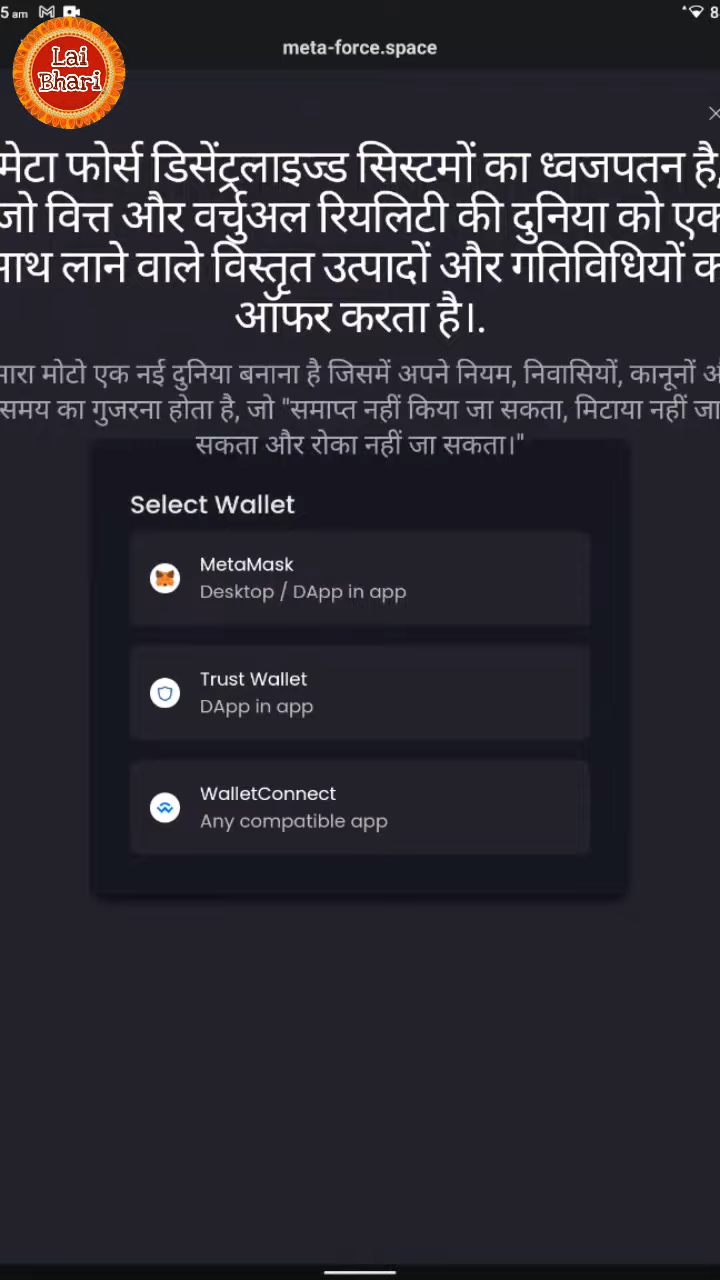 5 am
8
meta-force.space
Lai
Bhari
मेटा फोर्स डिसेंट्रलाइज्ड सिस्टमों का ध्वजपतन है,
जो वित्त और वर्चुअल रियलिटी की दुनिया को एक
साथ लाने वाले विस्तृत उत्पादों और गतिविधियों का
ऑफर करता है।.
मारा मोटो एक नई दुनिया बनाना है जिसमें अपने नियम, निवासियों, कानूनों
समय का गुजरना होता है, जो "समाप्त नहीं किया जा सकता, मिटाया नहीं जा
सकता और रोका नहीं जा सकता।"
Select Wallet
MetaMask
Desktop / DApp in app
Trust Wallet
DApp in app
WalletConnect
Any compatible app